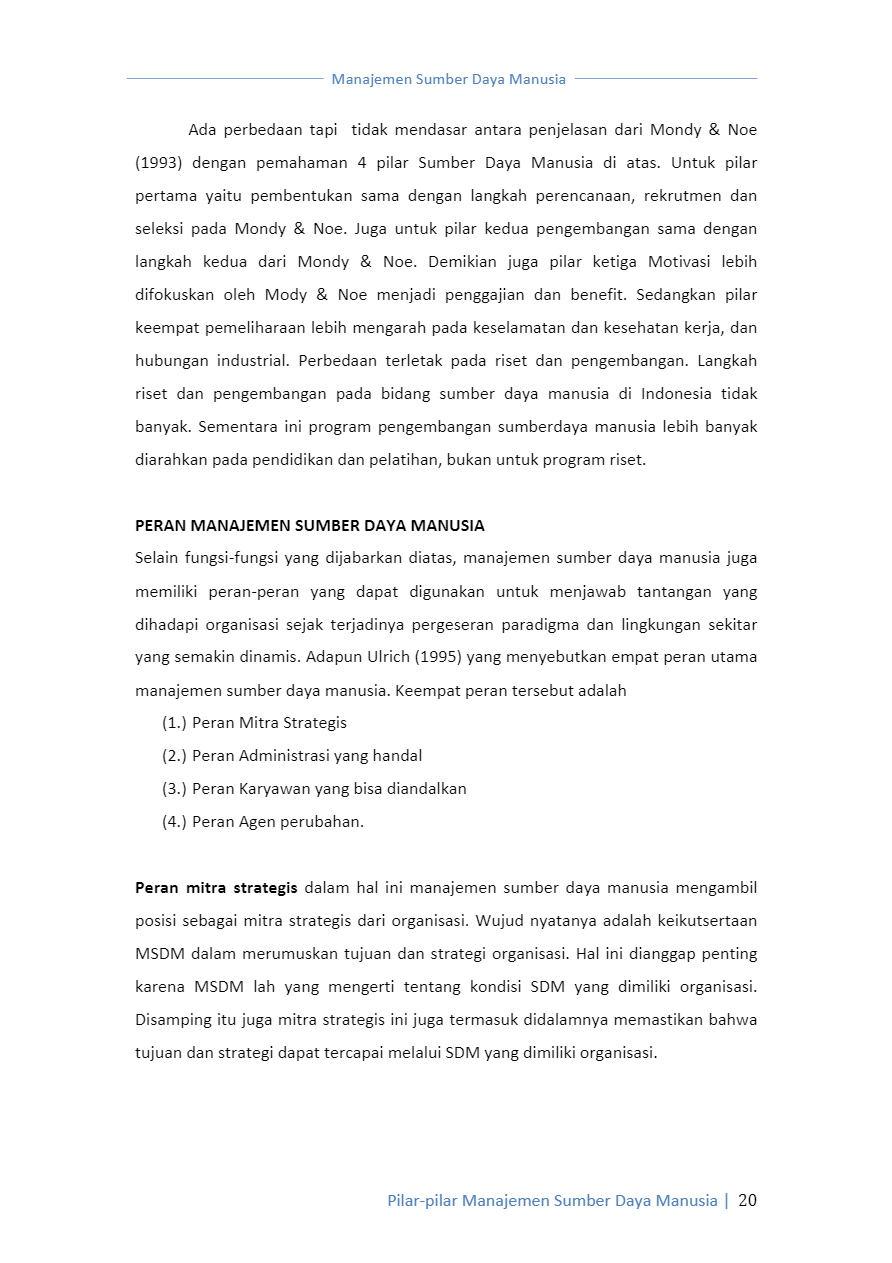 Manajemen Sumber Daya Manusia
Ada perbedaan tapi  tidak mendasar antara penjelasan dari Mondy & Noe
(1993) dengan pemahaman 4 pilar Sumber Daya Manusia di atas. Untuk pilar
pertama yaitu pembentukan sama dengan langkah perencanaan, rekrutmen dan
seleksi pada Mondy & Noe. Juga untuk pilar kedua pengembangan sama dengan
langkah kedua dari Mondy & Noe. Demikian juga pilar ketiga Motivasi lebih
difokuskan oleh Mody & Noe menjadi penggajian dan benefit. Sedangkan pilar
keempat pemeliharaan lebih mengarah pada keselamatan dan kesehatan kerja, dan
hubungan industrial. Perbedaan terletak pada riset dan pengembangan. Langkah
riset dan pengembangan pada bidang sumber daya manusia di Indonesia tidak
banyak. Sementara ini program pengembangan sumberdaya manusia lebih banyak
diarahkan pada pendidikan dan pelatihan, bukan untuk program riset.
PERAN MANAJEMEN SUMBER DAYA MANUSIA
Selain fungsi-fungsi yang dijabarkan diatas, manajemen sumber daya manusia juga
memiliki peran-peran yang dapat digunakan untuk menjawab tantangan yang
dihadapi organisasi sejak terjadinya pergeseran paradigma dan lingkungan sekitar
yang semakin dinamis. Adapun Ulrich (1995) yang menyebutkan empat peran utama
manajemen sumber daya manusia. Keempat peran tersebut adalah
(1.) Peran Mitra Strategis
(2.) Peran Administrasi yang handal
(3.) Peran Karyawan yang bisa diandalkan
(4.) Peran Agen perubahan.
Peran mitra strategis dalam hal ini manajemen sumber daya manusia mengambil
posisi sebagai mitra strategis dari organisasi. Wujud nyatanya adalah keikutsertaan
MSDM dalam merumuskan tujuan dan strategi organisasi. Hal ini dianggap penting
karena MSDM lah yang mengerti tentang kondisi SDM yang dimiliki organisasi.
Disamping itu juga mitra strategis ini juga termasuk didalamnya memastikan bahwa
tujuan dan strategi dapat tercapai melalui SDM yang dimiliki organisasi.
Pilar-pilar Manajemen Sumber Daya Manusia | 20